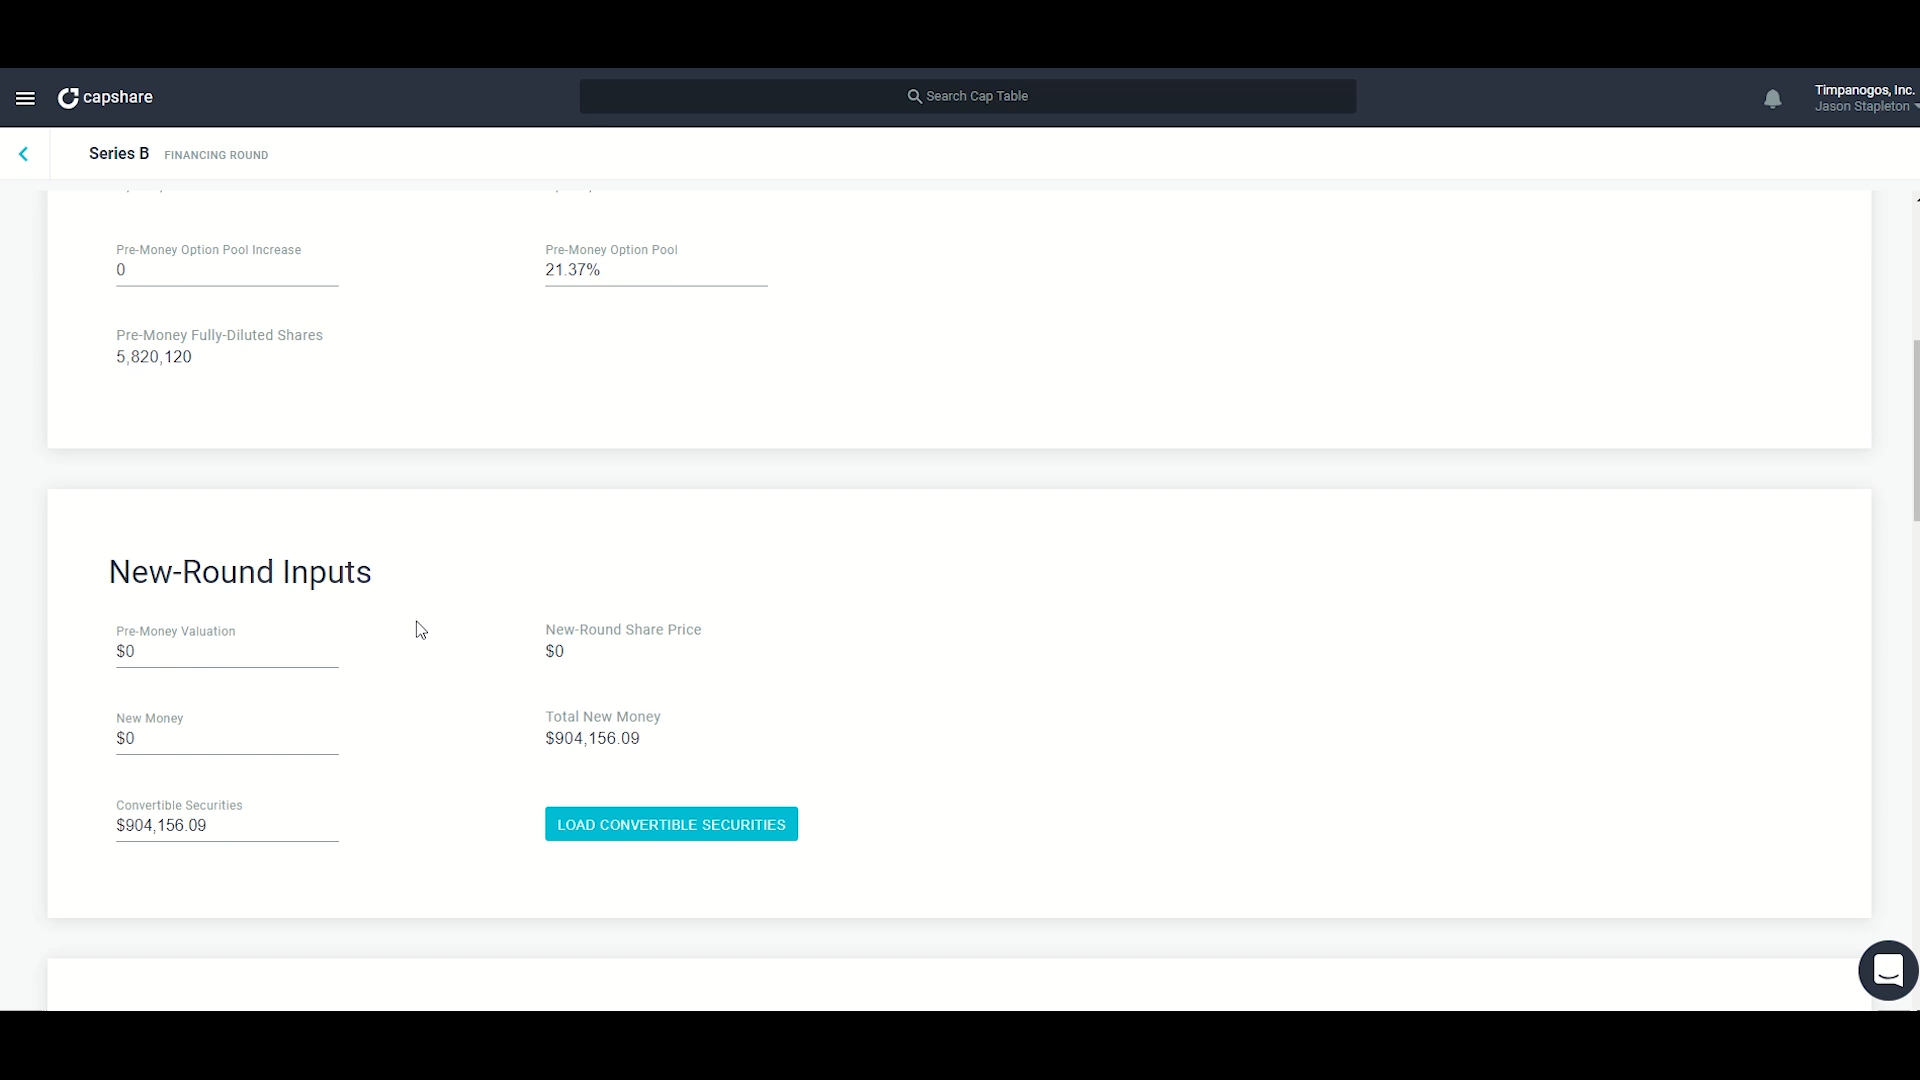 capshare
Search Cap Table
Timpanogos, Inc.
Jason Stapleton
Series B FINANCING ROUND
Pre-Money Option Pool Increase
0
Pre-Money Option Pool
21.37%
Pre-Money Fully-Diluted Shares
5,820,120
New-Round Inputs
Pre-Money Valuation
$0
New-Round Share Price
$0
New Money
$0
Total New Money
$904,156.09
Convertible Securities
$904,156.09
LOAD CONVERTIBLE SECURITIES